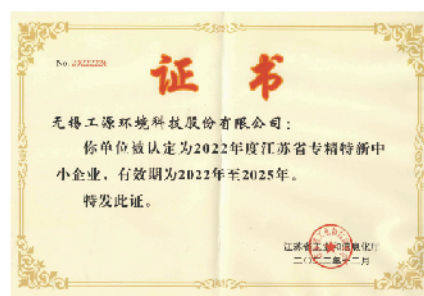 No.20222226
证 书
无锡工源环境科技股份有限公司：
你单位被认定为2022年度江苏省专精特新中
小企业，有效期为2022年至2025年。
特发此证。
江苏省工业和信息化厅
二〇二二年十二月